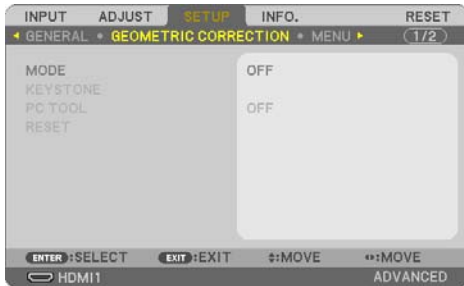 INPUT ADJUST SETUP INFO. RESET
GENERAL • GEOMETRIC CORRECTION • MENU (1/2)
MODE OFF
KEYSTONE
PC TOOL OFF
RESET
ENTER :SELECT EXIT :EXIT :MOVE :MOVE
HDMI1 ADVANCED